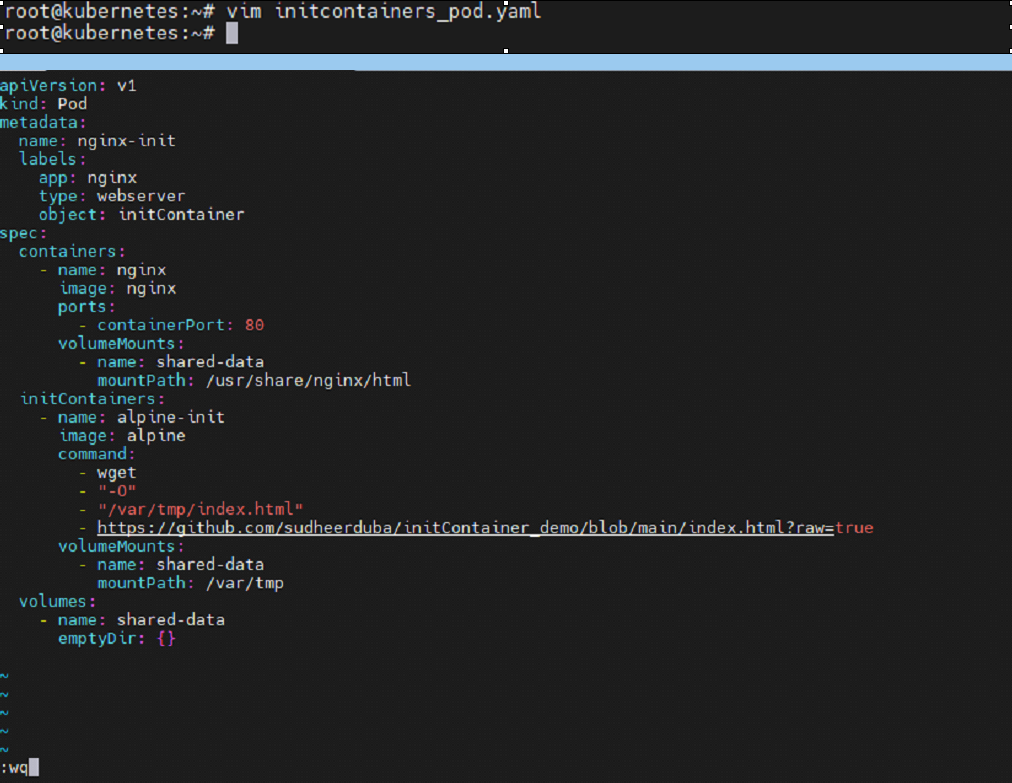 root@kubernetes:~# vim initcontainers_pod.yaml
root@kubernetes:~#
apiVersion: v1
kind: Pod
metadata:
  name: nginx-init
  labels:
    app: nginx
    type: webserver
    object: initContainer
spec:
  containers:
    - name: nginx
      image: nginx
      ports:
        - containerPort: 80
      volumeMounts:
        - name: shared-data
          mountPath: /usr/share/nginx/html
  initContainers:
    - name: alpine-init
      image: alpine
      command:
        - wget
        - "-O"
        - "/var/tmp/index.html"
        - https://github.com/sudheerduba/initContainer_demo/blob/main/index.html?raw=true
      volumeMounts:
        - name: shared-data
          mountPath: /var/tmp
  volumes:
    - name: shared-data
      emptyDir: {}
~
~
~
~
~
:wq